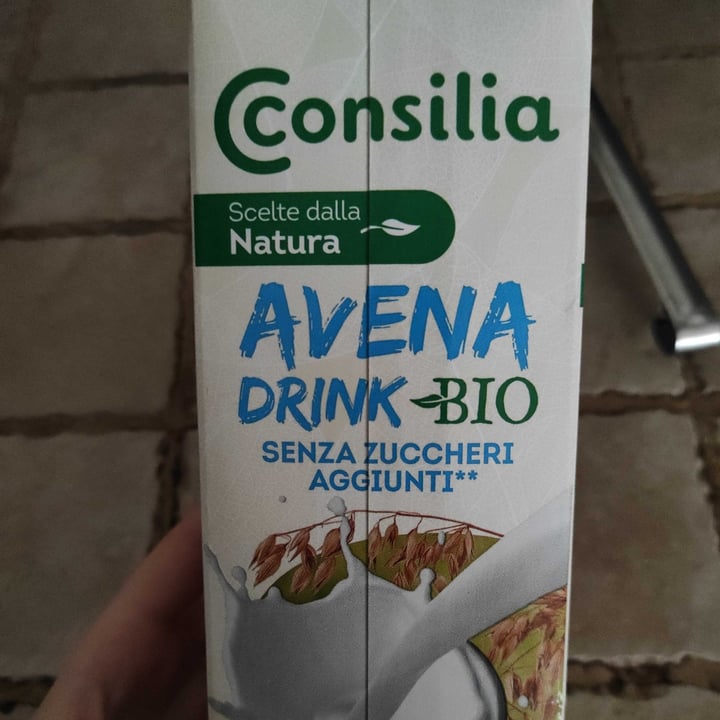 Consilia
Scelte dalla
Natura
AVENA
DRINK BIO
SENZA ZUCCHERI
AGGIUNTI**